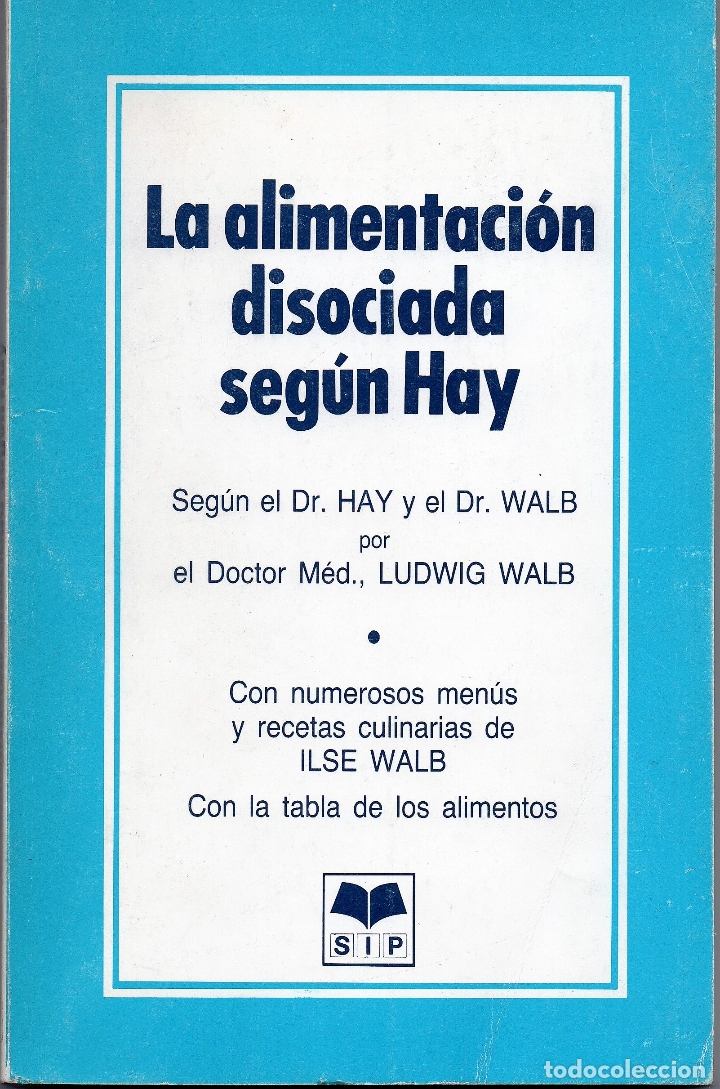 La alimentación
disociada
según Hay
Según el Dr. HAY y el Dr. WALB
por
el Doctor Méd., LUDWIG WALB
Con numerosos menús
y recetas culinarias de
ILSE WALB
Con la tabla de los alimentos
SIP
todocoleccion